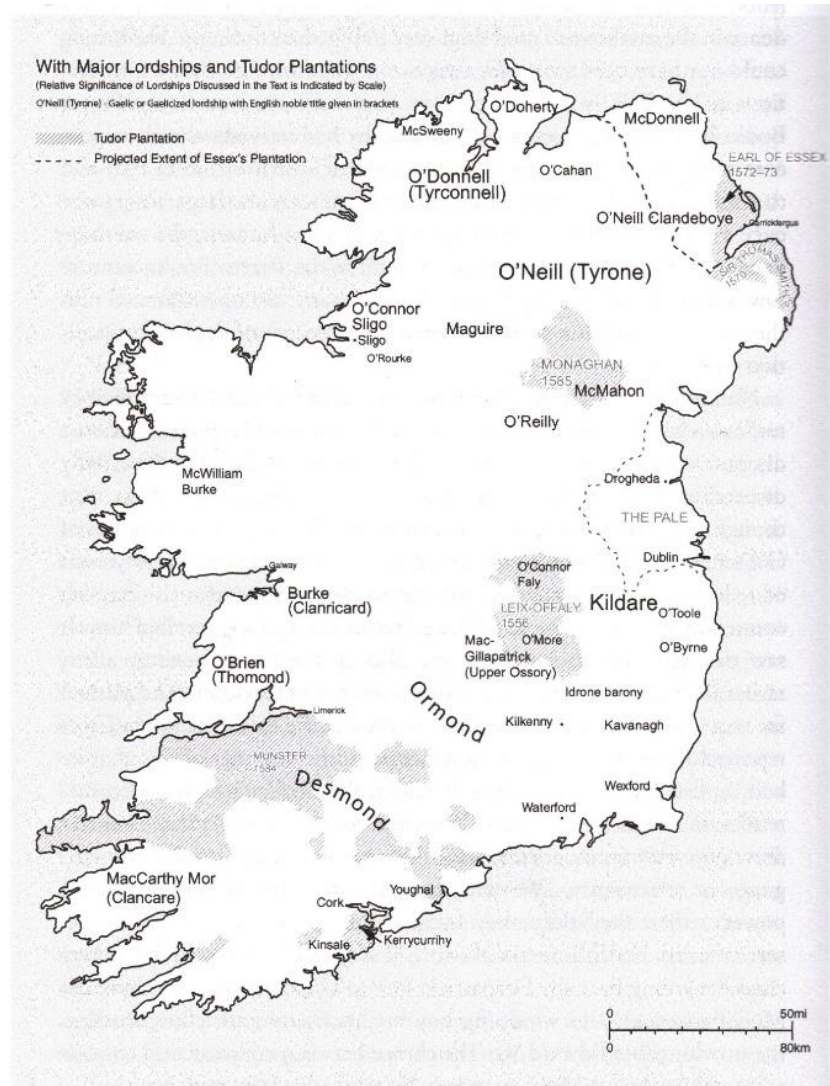 With Major Lordships and Tudor Plantations
(Relative Significance of Lordships Discussed in the Text is Indicated by Scale)
O'Neill (Tyrone) - Gaelic or Gaelicized lordship with English noble title given in brackets
Tudor Plantation
Projected Extent of Essex's Plantation
O'Doherty
McDonnell
McSweeny
EARL OF ESSEX
1572–73
O'Cahan
O'Donnell
(Tyrconnell)
O'Neill Clandeboye
Carrickfergus
SIR THOMAS SMITH
O'Neill (Tyrone)
O'Connor
Sligo
Sligo
Maguire
O'Rourke
MONAGHAN
1585
McMahon
O'Reilly
McWilliam
Burke
Drogheda
THE PALE
Dublin
Galway
O'Connor
Faly
Burke
(Clanricard)
LEIX-OFFALY
1556
Kildare
O'Toole
Mac-
Gillapatrick
(Upper Ossory)
O'More
O'Byrne
O'Brien
(Thomond)
Ormond
Idrone barony
Limerick
Kilkenny
Kavanagh
MUNSTER
1584
Desmond
Wexford
Waterford
MacCarthy Mor
(Clancare)
Youghal
Cork
Kinsale
Kerrycurrihy
0 50mi
80km